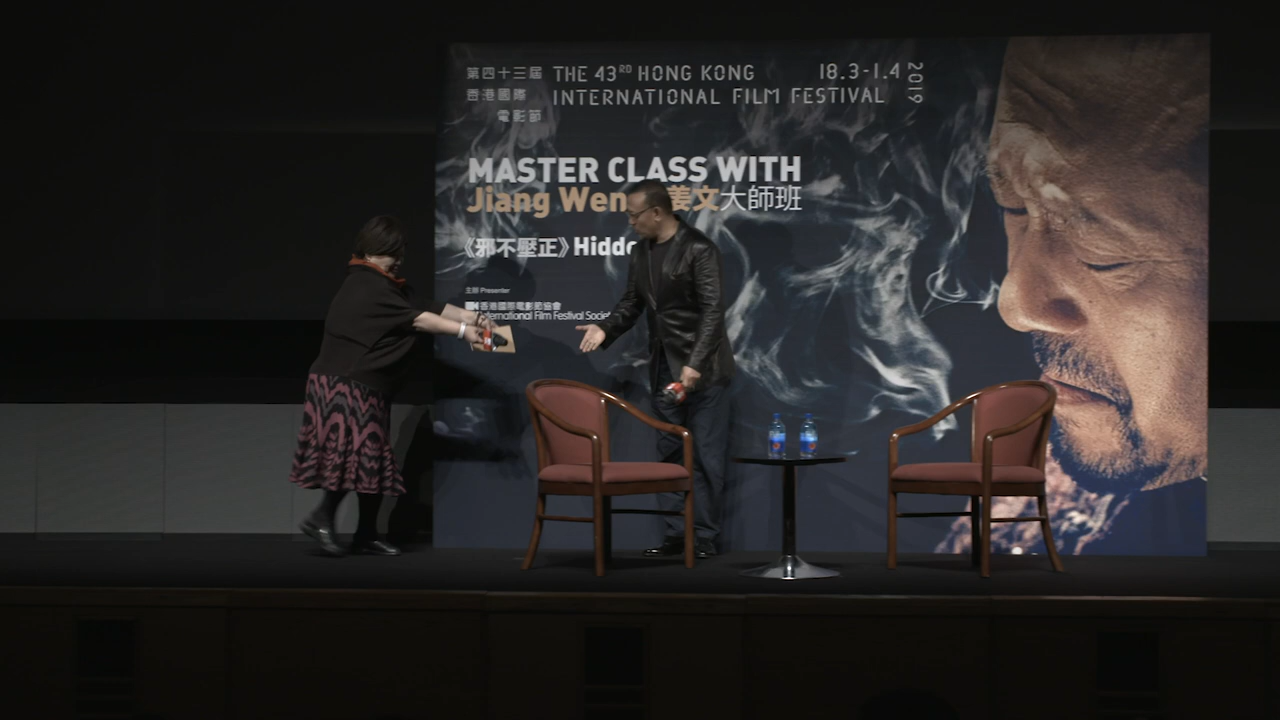 第四十三屆
香港國際
電影節
THE 43RD HONG KONG
INTERNATIONAL FILM FESTIVAL
18.3-1.4
2019
MASTER CLASS WITH
Jiang Wen 姜文大師班
《邪不壓正》Hidde
主辦 Presenter
香港國際電影節協會
International Film Festival Societ